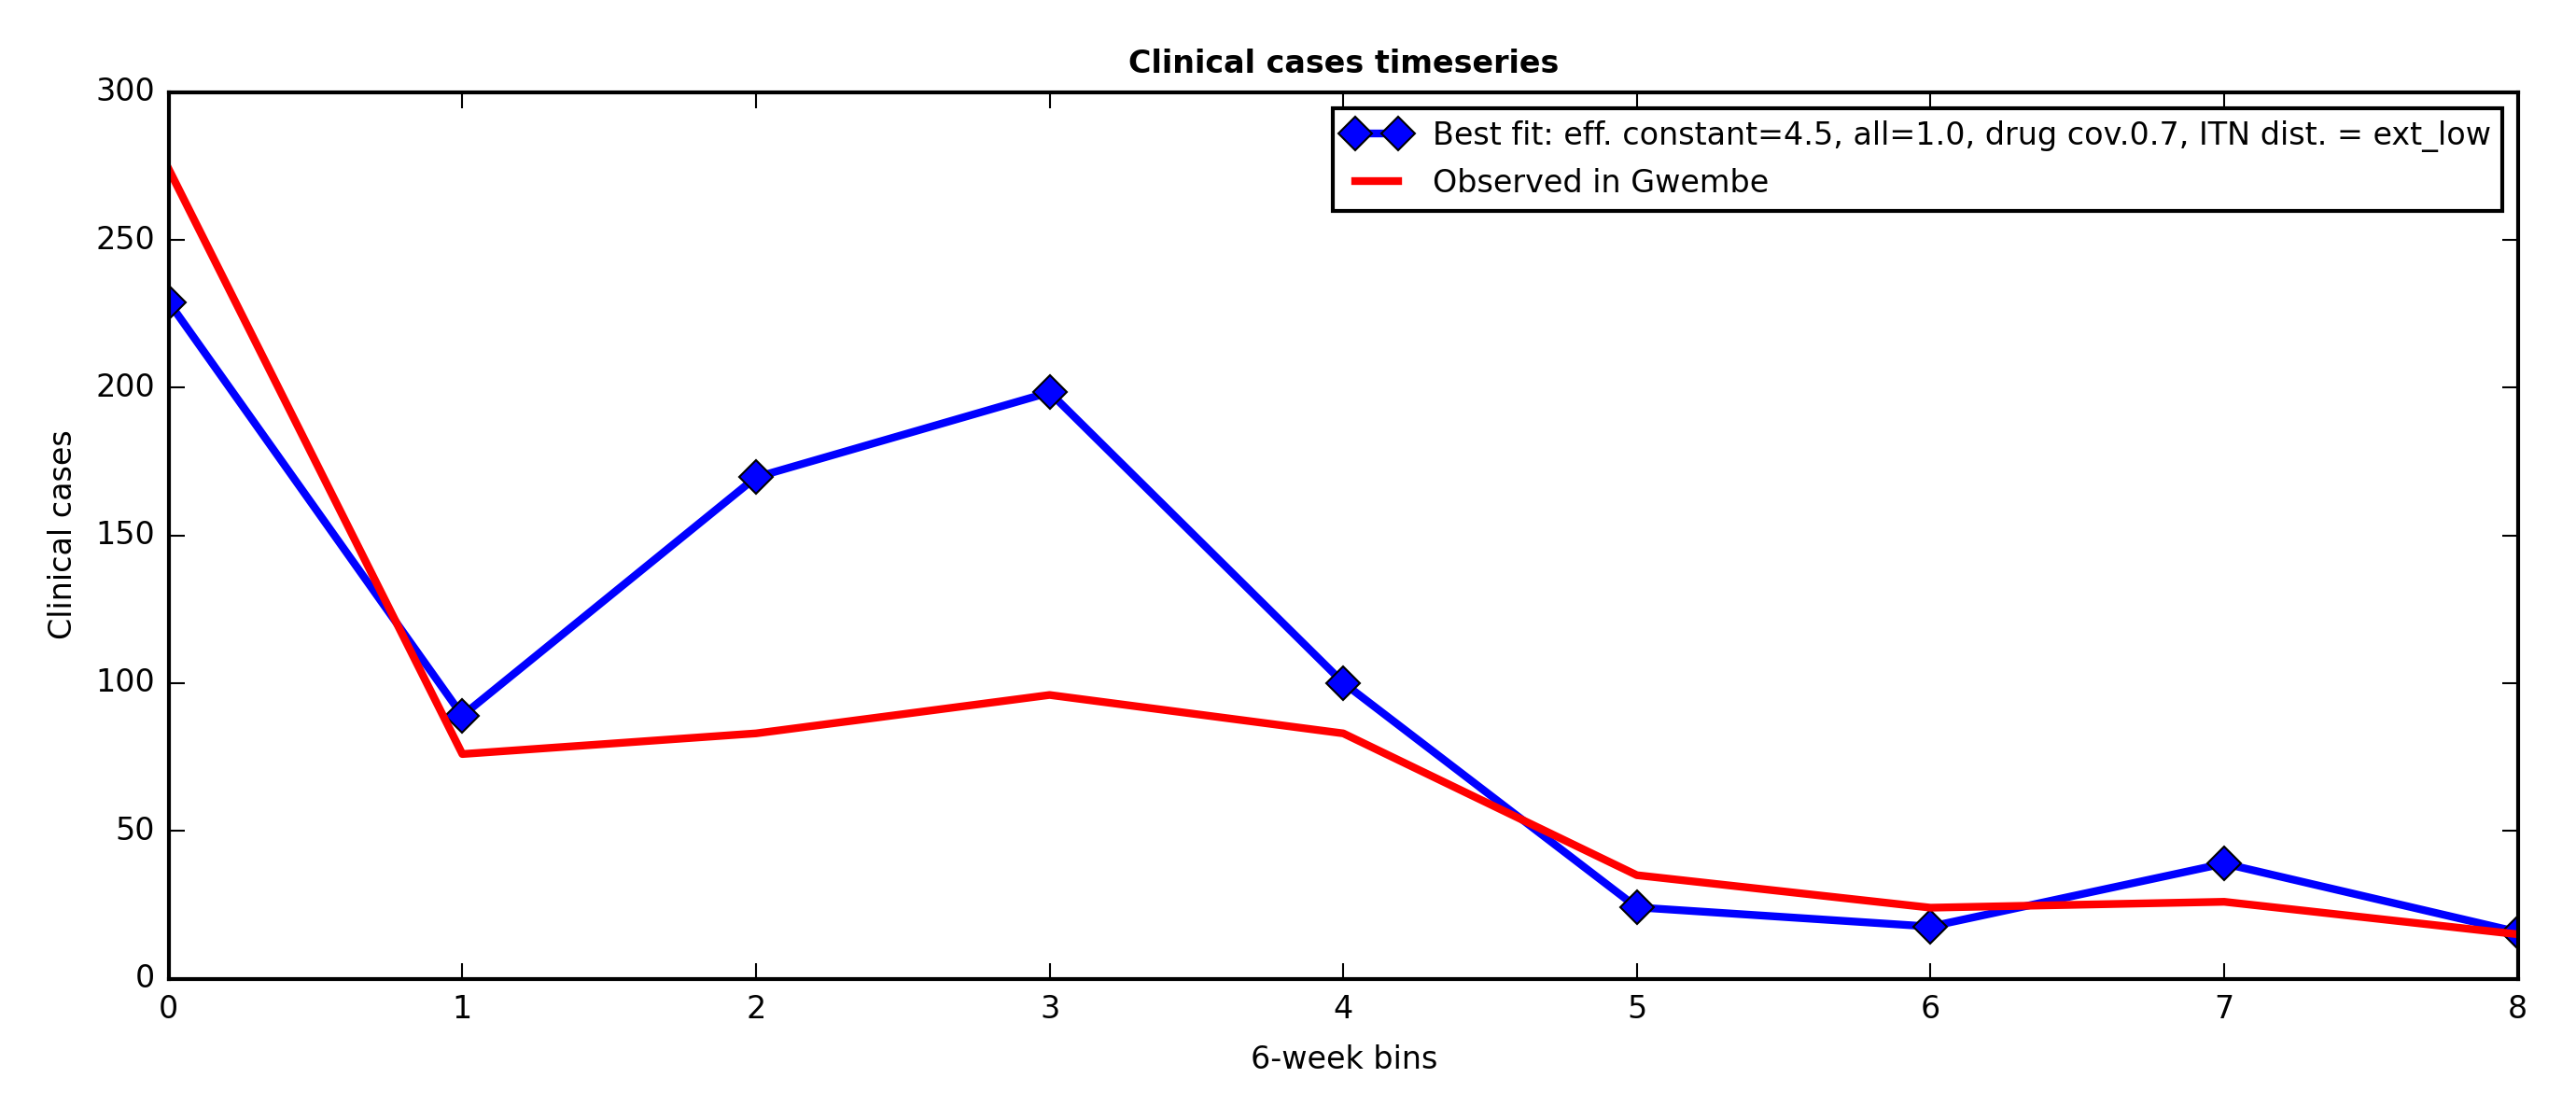 Clinical cases timeseries
300
250
200
150
100
50
0
Clinical cases
Best fit: eff. constant=4.5, all=1.0, drug cov.0.7, ITN dist. = ext_low
Observed in Gwembe
0 1 2 3 4 5 6 7 8
6-week bins